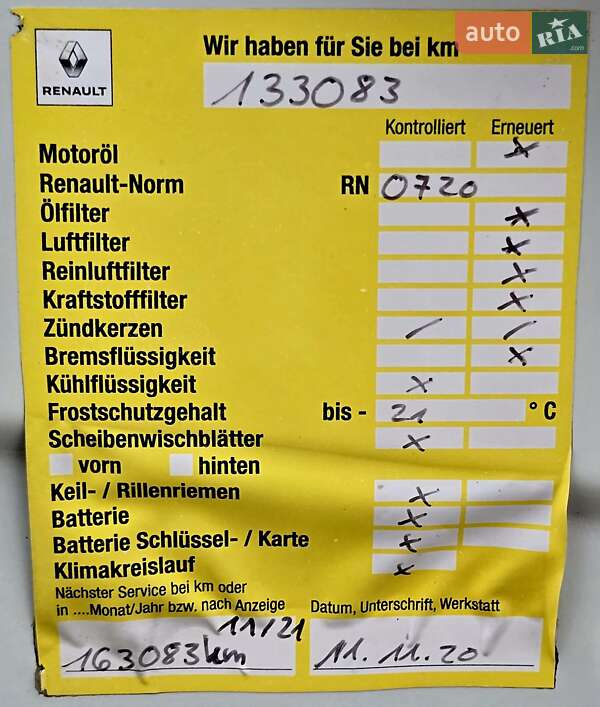 auto RIA.com
RENAULT
Wir haben für Sie bei km
133083
Kontrolliert Erneuert
Motoröl x
Renault-Norm RN 0720
Ölfilter x
Luftfilter x
Reinluftfilter x
Kraftstofffilter x
Zündkerzen / /
Bremsflüssigkeit x
Kühlflüssigkeit x
Frostschutzgehalt bis - 21 °C
Scheibenwischblätter x
vorn hinten
Keil- / Rillenriemen x
Batterie x
Batterie Schlüssel- / Karte x
Klimakreislauf x
Nächster Service bei km oder
in ....Monat/Jahr bzw. nach Anzeige Datum, Unterschrift, Werkstatt
11/21
163083km 11.11.20